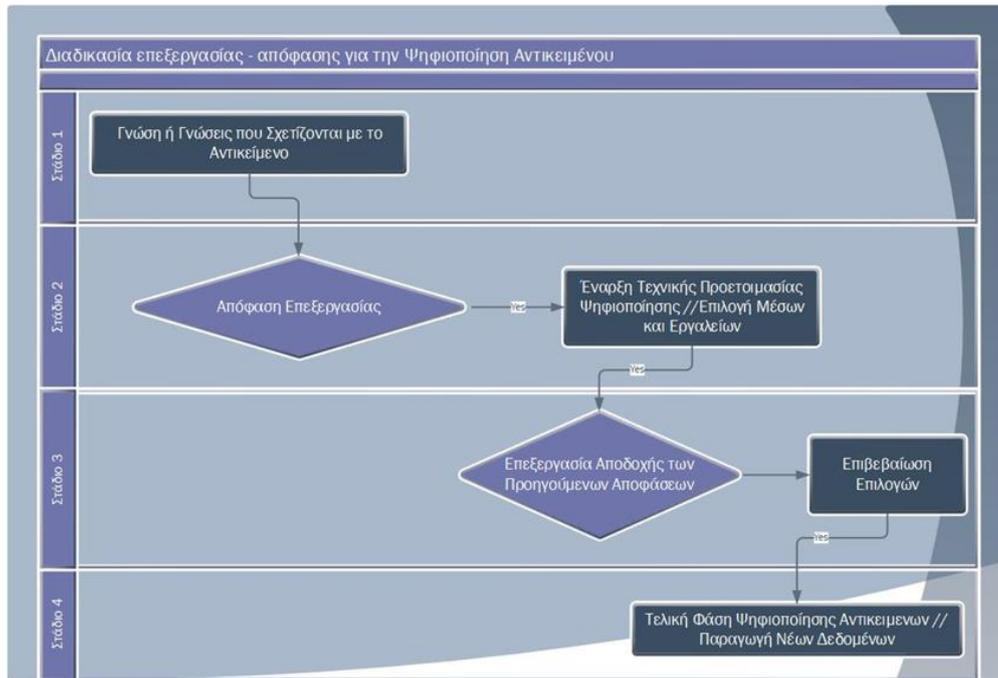 Διαδικασία επεξεργασίας - απόφασης για την Ψηφιοποίηση Αντικειμένου
Στάδιο 1
Γνώση ή Γνώσεις που Σχετίζονται με το
Αντικείμενο
Στάδιο 2
Απόφαση Επεξεργασίας
Yes
Έναρξη Τεχνικής Προετοιμασίας
Ψηφιοποίησης //Επιλογή Μέσων
και Εργαλείων
Yes
Στάδιο 3
Επεξεργασία Αποδοχής των
Προηγούμενων Αποφάσεων
Επιβεβαίωση
Επιλογών
Yes
Στάδιο 4
Τελική Φάση Ψηφιοποίησης Αντικειμενων //
Παραγωγή Νέων Δεδομένων